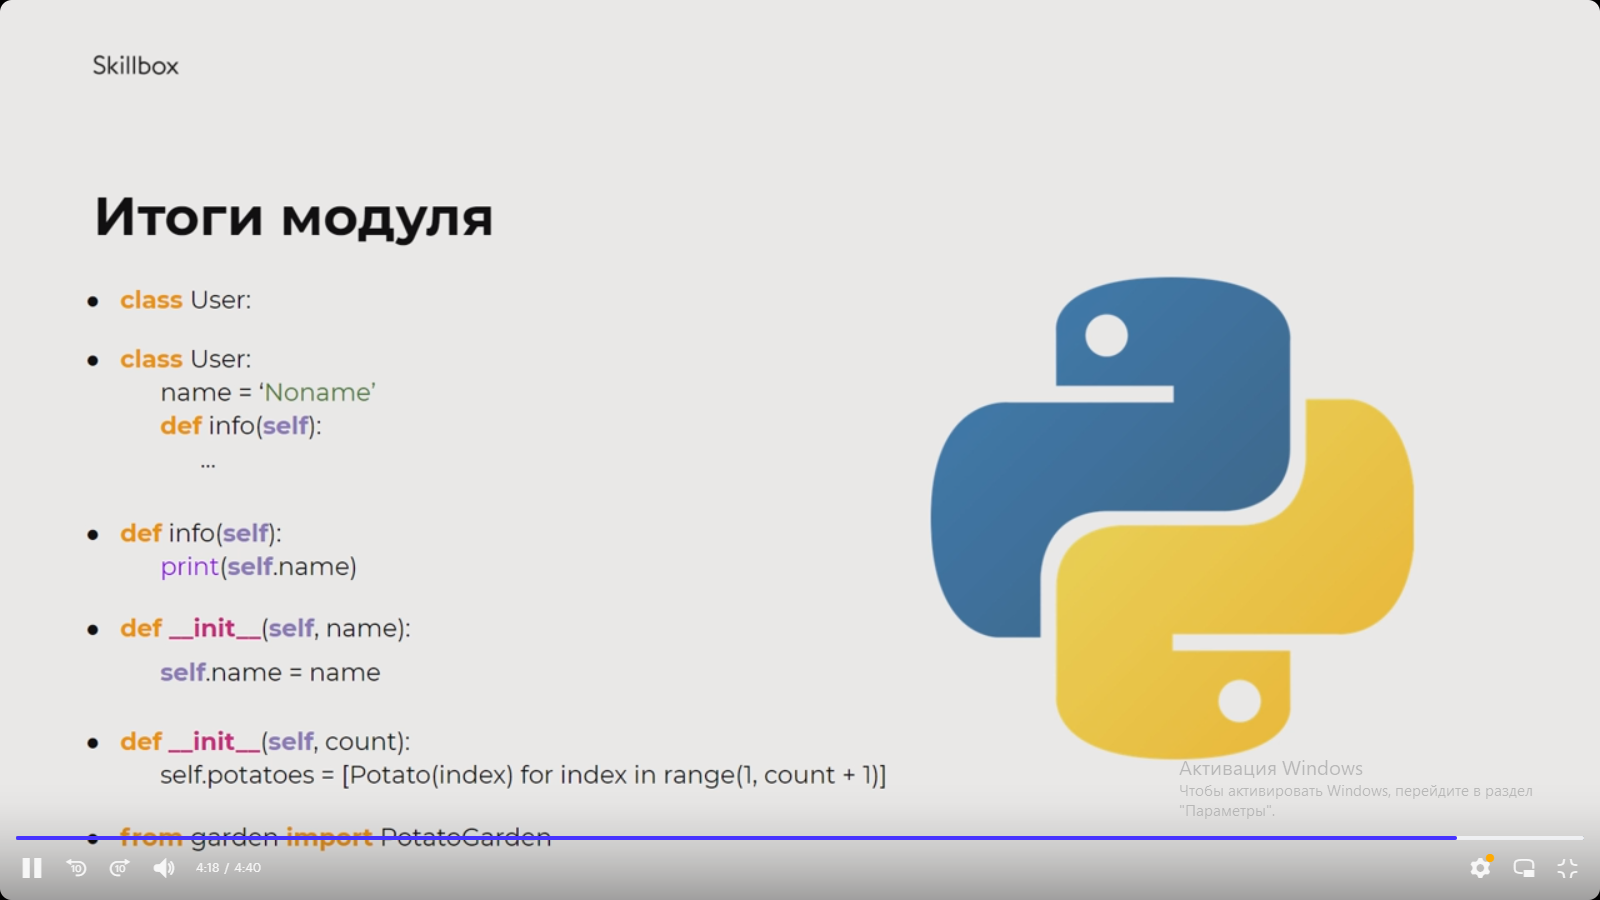 Skillbox
Итоги модуля
● class User:
● class User:
name = ‘Noname’
def info(self):
...
● def info(self):
print(self.name)
● def __init__(self, name):
self.name = name
● def __init__(self, count):
self.potatoes = [Potato(index) for index in range(1, count + 1)]
● from garden import PotatoGarden
Активация Windows
Чтобы активировать Windows, перейдите в раздел
"Параметры".
10
10
4:18 / 4:40